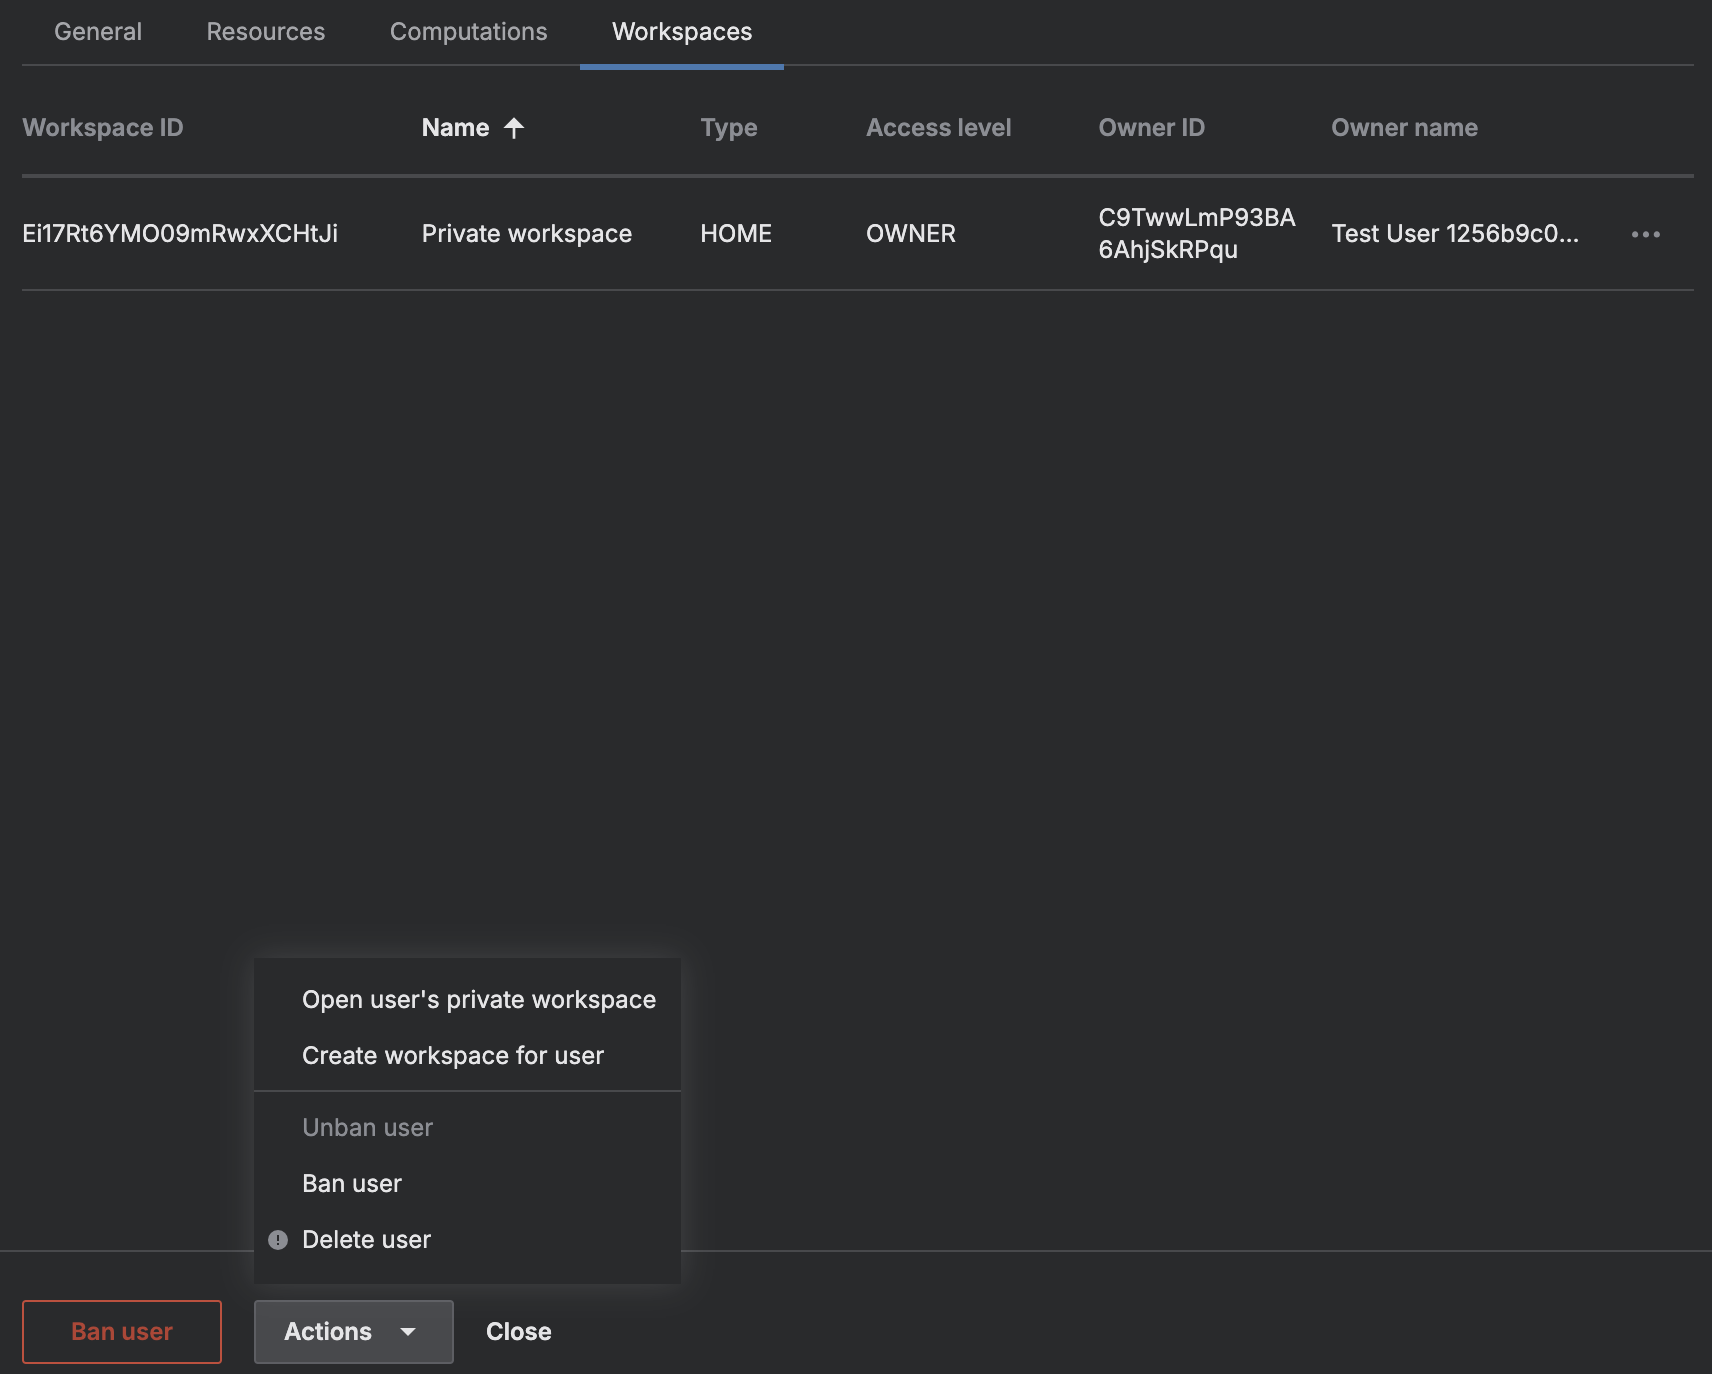 General Resources Computations Workspaces
Workspace ID Name Type Access level Owner ID Owner name
Ei17Rt6YMO09mRwxXCHtJi Private workspace HOME OWNER C9TwwLmP93BA Test User 1256b9c0...
6AhjSkRPqu
Open user's private workspace
Create workspace for user
Unban user
Ban user
Delete user
Ban user Actions Close